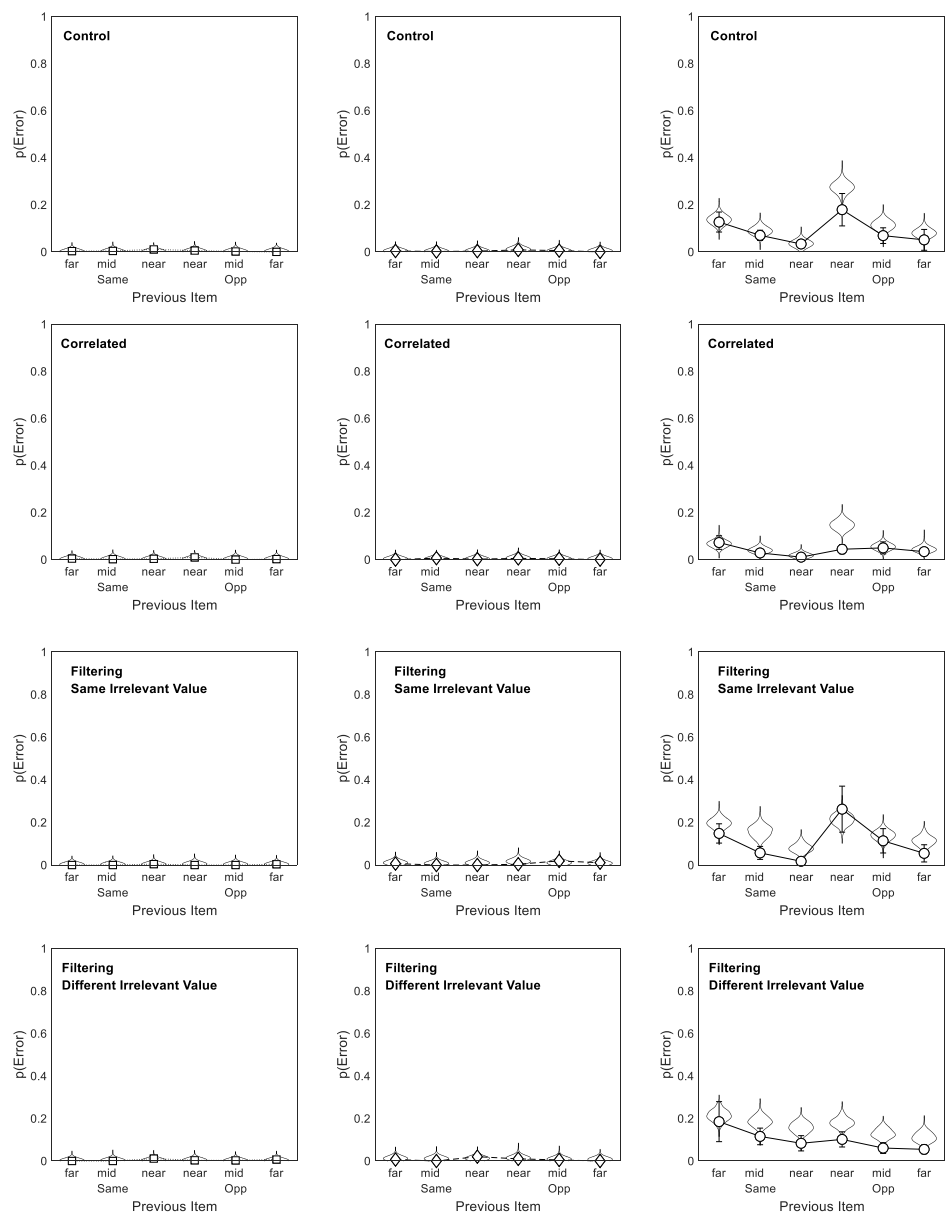 1 1 1
Control Control Control
0.8 0.8 0.8
0.6 0.6 0.6
p(Error) p(Error) p(Error)
0.4 0.4 0.4
0.2 0.2 0.2
0 0 0
far mid near near mid far far mid near near mid far far mid near near mid far
Same Opp Same Opp Same Opp
Previous Item Previous Item Previous Item
1 1 1
Correlated Correlated Correlated
0.8 0.8 0.8
0.6 0.6 0.6
p(Error) p(Error) p(Error)
0.4 0.4 0.4
0.2 0.2 0.2
0 0 0
far mid near near mid far far mid near near mid far far mid near near mid far
Same Opp Same Opp Same Opp
Previous Item Previous Item Previous Item
1 1 1
Filtering Filtering Filtering
Same Irrelevant Value Same Irrelevant Value Same Irrelevant Value
0.8 0.8 0.8
0.6 0.6 0.6
p(Error) p(Error) p(Error)
0.4 0.4 0.4
0.2 0.2 0.2
0 0 0
far mid near near mid far far mid near near mid far far mid near near mid far
Same Opp Same Opp Same Opp
Previous Item Previous Item Previous Item
1 1 1
Filtering Filtering Filtering
Different Irrelevant Value Different Irrelevant Value Different Irrelevant Value
0.8 0.8 0.8
0.6 0.6 0.6
p(Error) p(Error) p(Error)
0.4 0.4 0.4
0.2 0.2 0.2
0 0 0
far mid near near mid far far mid near near mid far far mid near near mid far
Same Opp Same Opp Same Opp
Previous Item Previous Item Previous Item